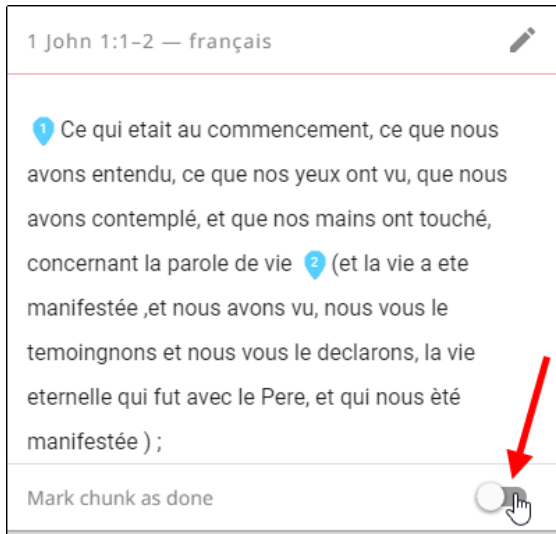 1 John 1:1–2 — français
1 Ce qui etait au commencement, ce que nous
avons entendu, ce que nos yeux ont vu, que nous
avons contemplé, et que nos mains ont touché,
concernant la parole de vie 2 (et la vie a ete
manifestée ,et nous avons vu, nous vous le
temoingnons et nous vous le declarons, la vie
eternelle qui fut avec le Pere, et qui nous èté
manifestée ) ;
Mark chunk as done